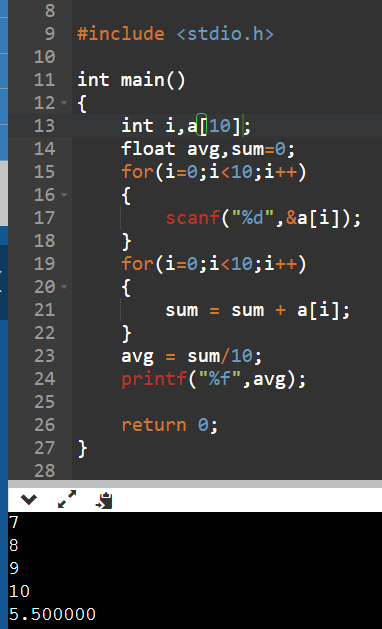 8
9 #include <stdio.h>
10
11 int main()
12 {
13 int i,a[10];
14 float avg,sum=0;
15 for(i=0;i<10;i++)
16 {
17 scanf("%d",&a[i]);
18 }
19 for(i=0;i<10;i++)
20 {
21 sum = sum + a[i];
22 }
23 avg = sum/10;
24 printf("%f",avg);
25
26 return 0;
27 }
28
7
8
9
10
5.500000